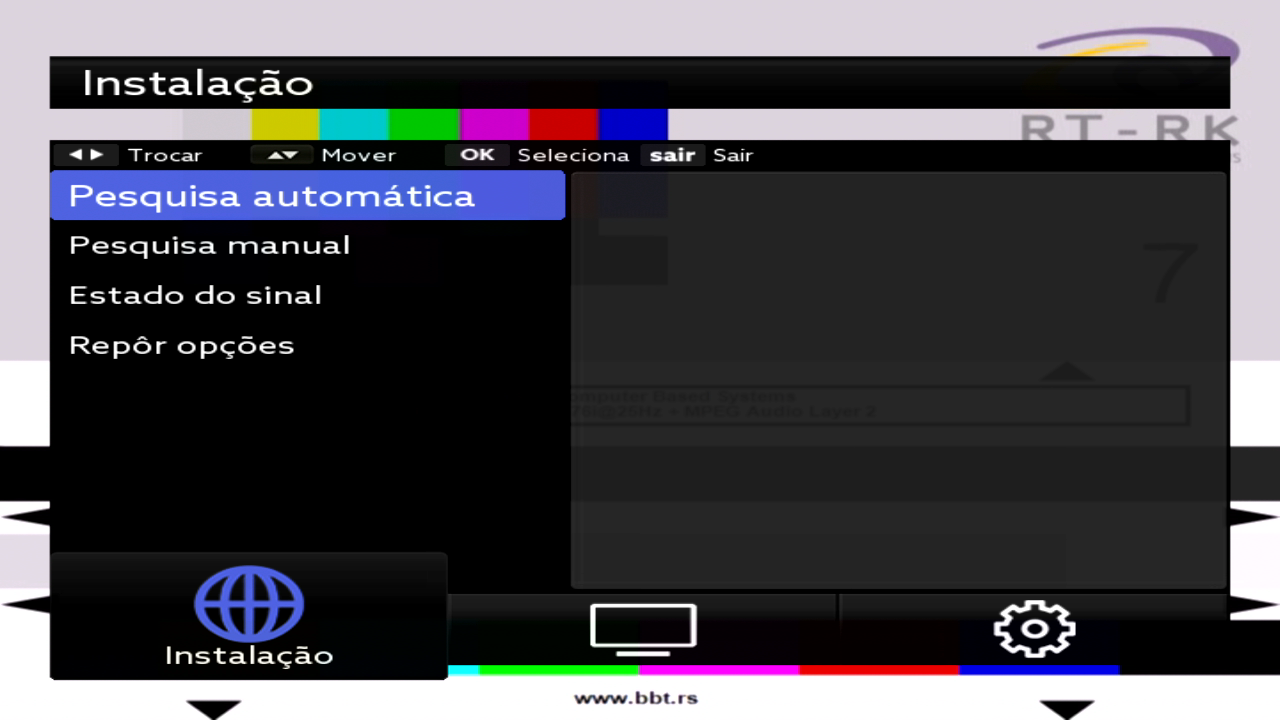 Instalação
RT-RK
Trocar Mover OK Seleciona sair Sair
Pesquisa automática
Pesquisa manual
Estado do sinal
Repôr opções
7
omputer Based Systems
76i@25Hz + MPEG Audio Layer 2
Instalação
www.bbt.rs